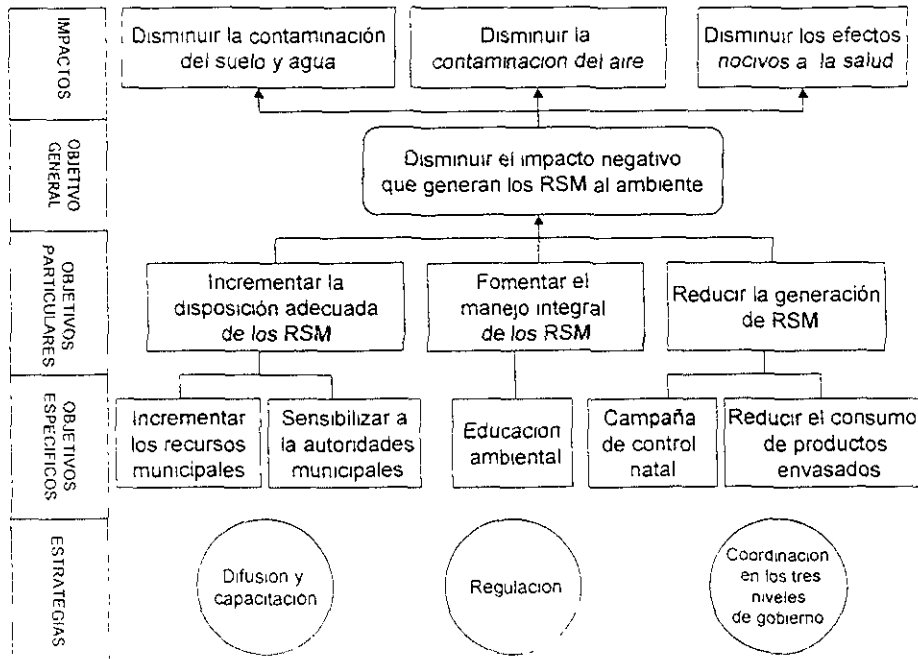 IMPACTOS
Disminuir la contaminación
del suelo y agua
Disminuir la
contaminacion del aire
Disminuir los efectos
nocivos a la salud
OBJETIVO
GENERAL
Disminuir el impacto negativo
que generan los RSM al ambiente
OBJETIVOS
PARTICULARES
Incrementar la
disposición adecuada
de los RSM
Fomentar el
manejo integral
de los RSM
Reducir la generación
de RSM
OBJETIVOS
ESPECIFICOS
Incrementar
los recursos
municipales
Sensibilizar a
la autoridades
municipales
Educacion
ambiental
Campaña
de control
natal
Reducir el consumo
de productos
envasados
ESTRATEGIAS
Difusion y
capacitación
Regulacion
Coordinacion
en los tres
niveles
de gobierno